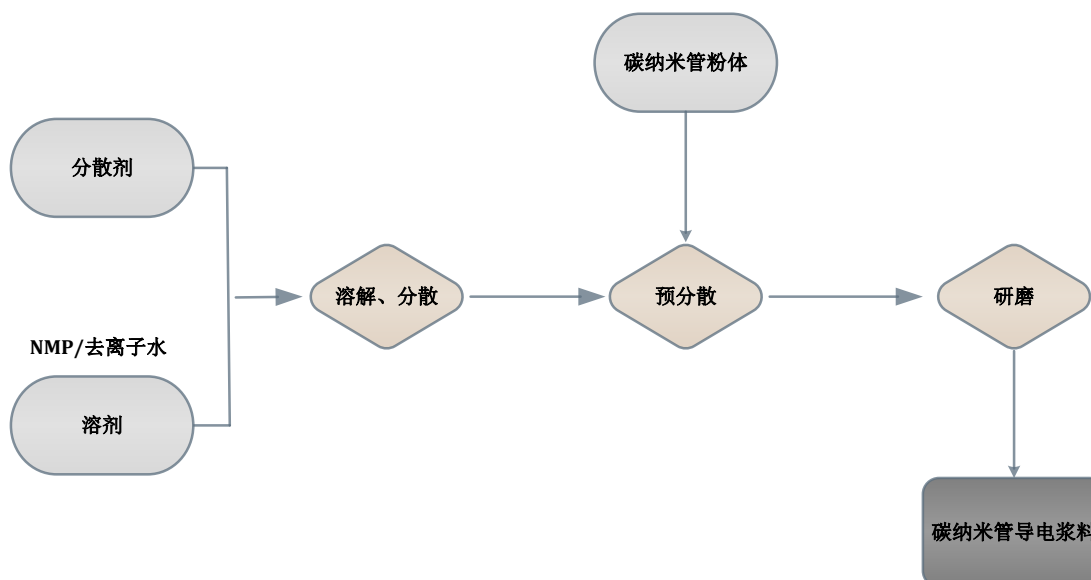 碳纳米管粉体
分散剂
溶解、分散
预分散
研磨
NMP/去离子水
溶剂
碳纳米管导电浆料